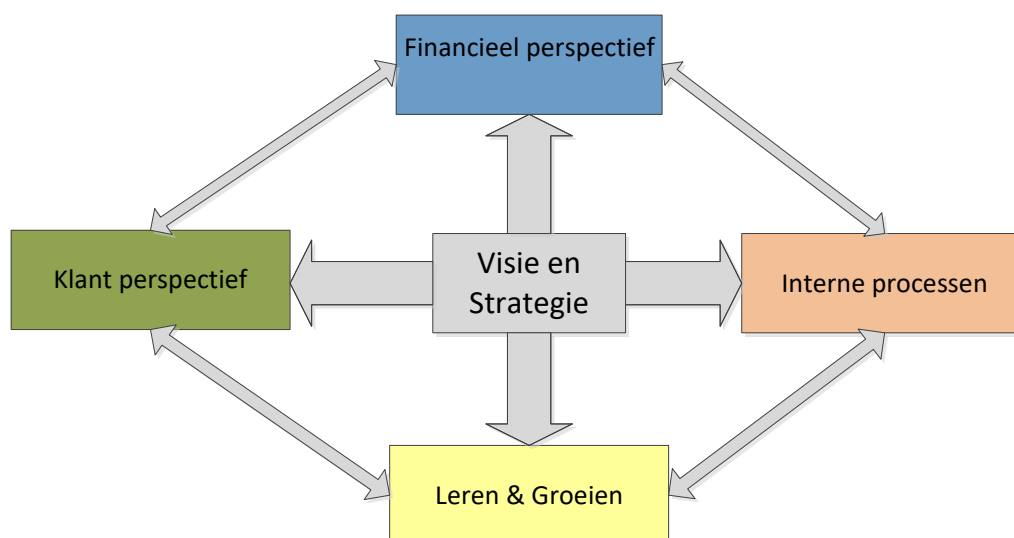 Financieel perspectief
Klant perspectief
Visie en
Strategie
Interne processen
Leren & Groeien